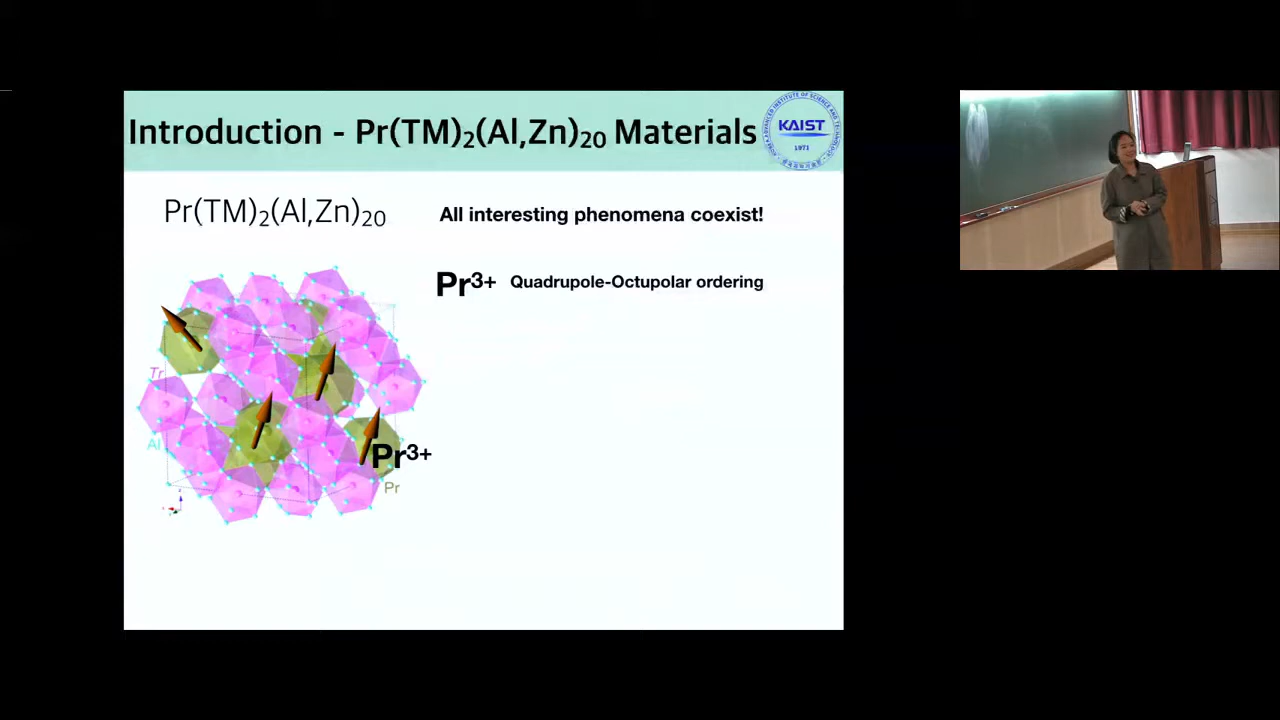 Introduction - Pr(TM)₂(Al,Zn)₂₀ Materials
KAIST
1971
Pr(TM)₂(Al,Zn)₂₀
All interesting phenomena coexist!
Pr³⁺ Quadrupole-Octupolar ordering
Tr
Al
Pr³⁺
Pr